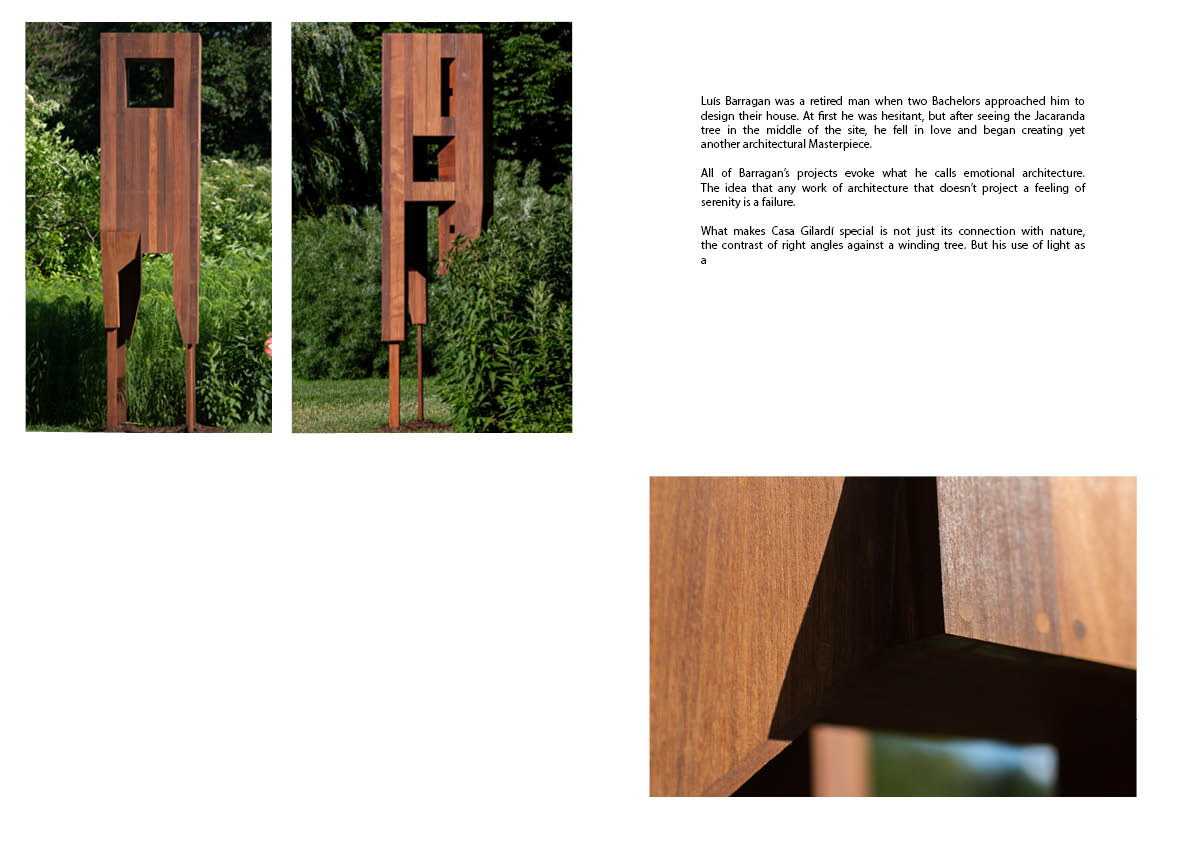 Luís Barragan was a retired man when two Bachelors approached him to
design their house. At first he was hesitant, but after seeing the Jacaranda
tree in the middle of the site, he fell in love and began creating yet
another architectural Masterpiece.
All of Barragan’s projects evoke what he calls emotional architecture.
The idea that any work of architecture that doesn’t project a feeling of
serenity is a failure.
What makes Casa Gilardí special is not just its connection with nature,
the contrast of right angles against a winding tree. But his use of light as
a